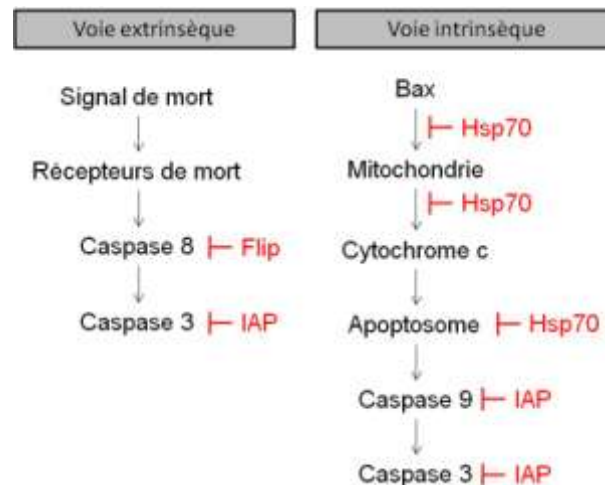 Voie extrinsèque
Signal de mort
Récepteurs de mort
Caspase 8 Flip
Caspase 3 IAP
Voie intrinsèque
Bax
Hsp70
Mitochondrie
Hsp70
Cytochrome c
Apoptosome Hsp70
Caspase 9 IAP
Caspase 3 IAP